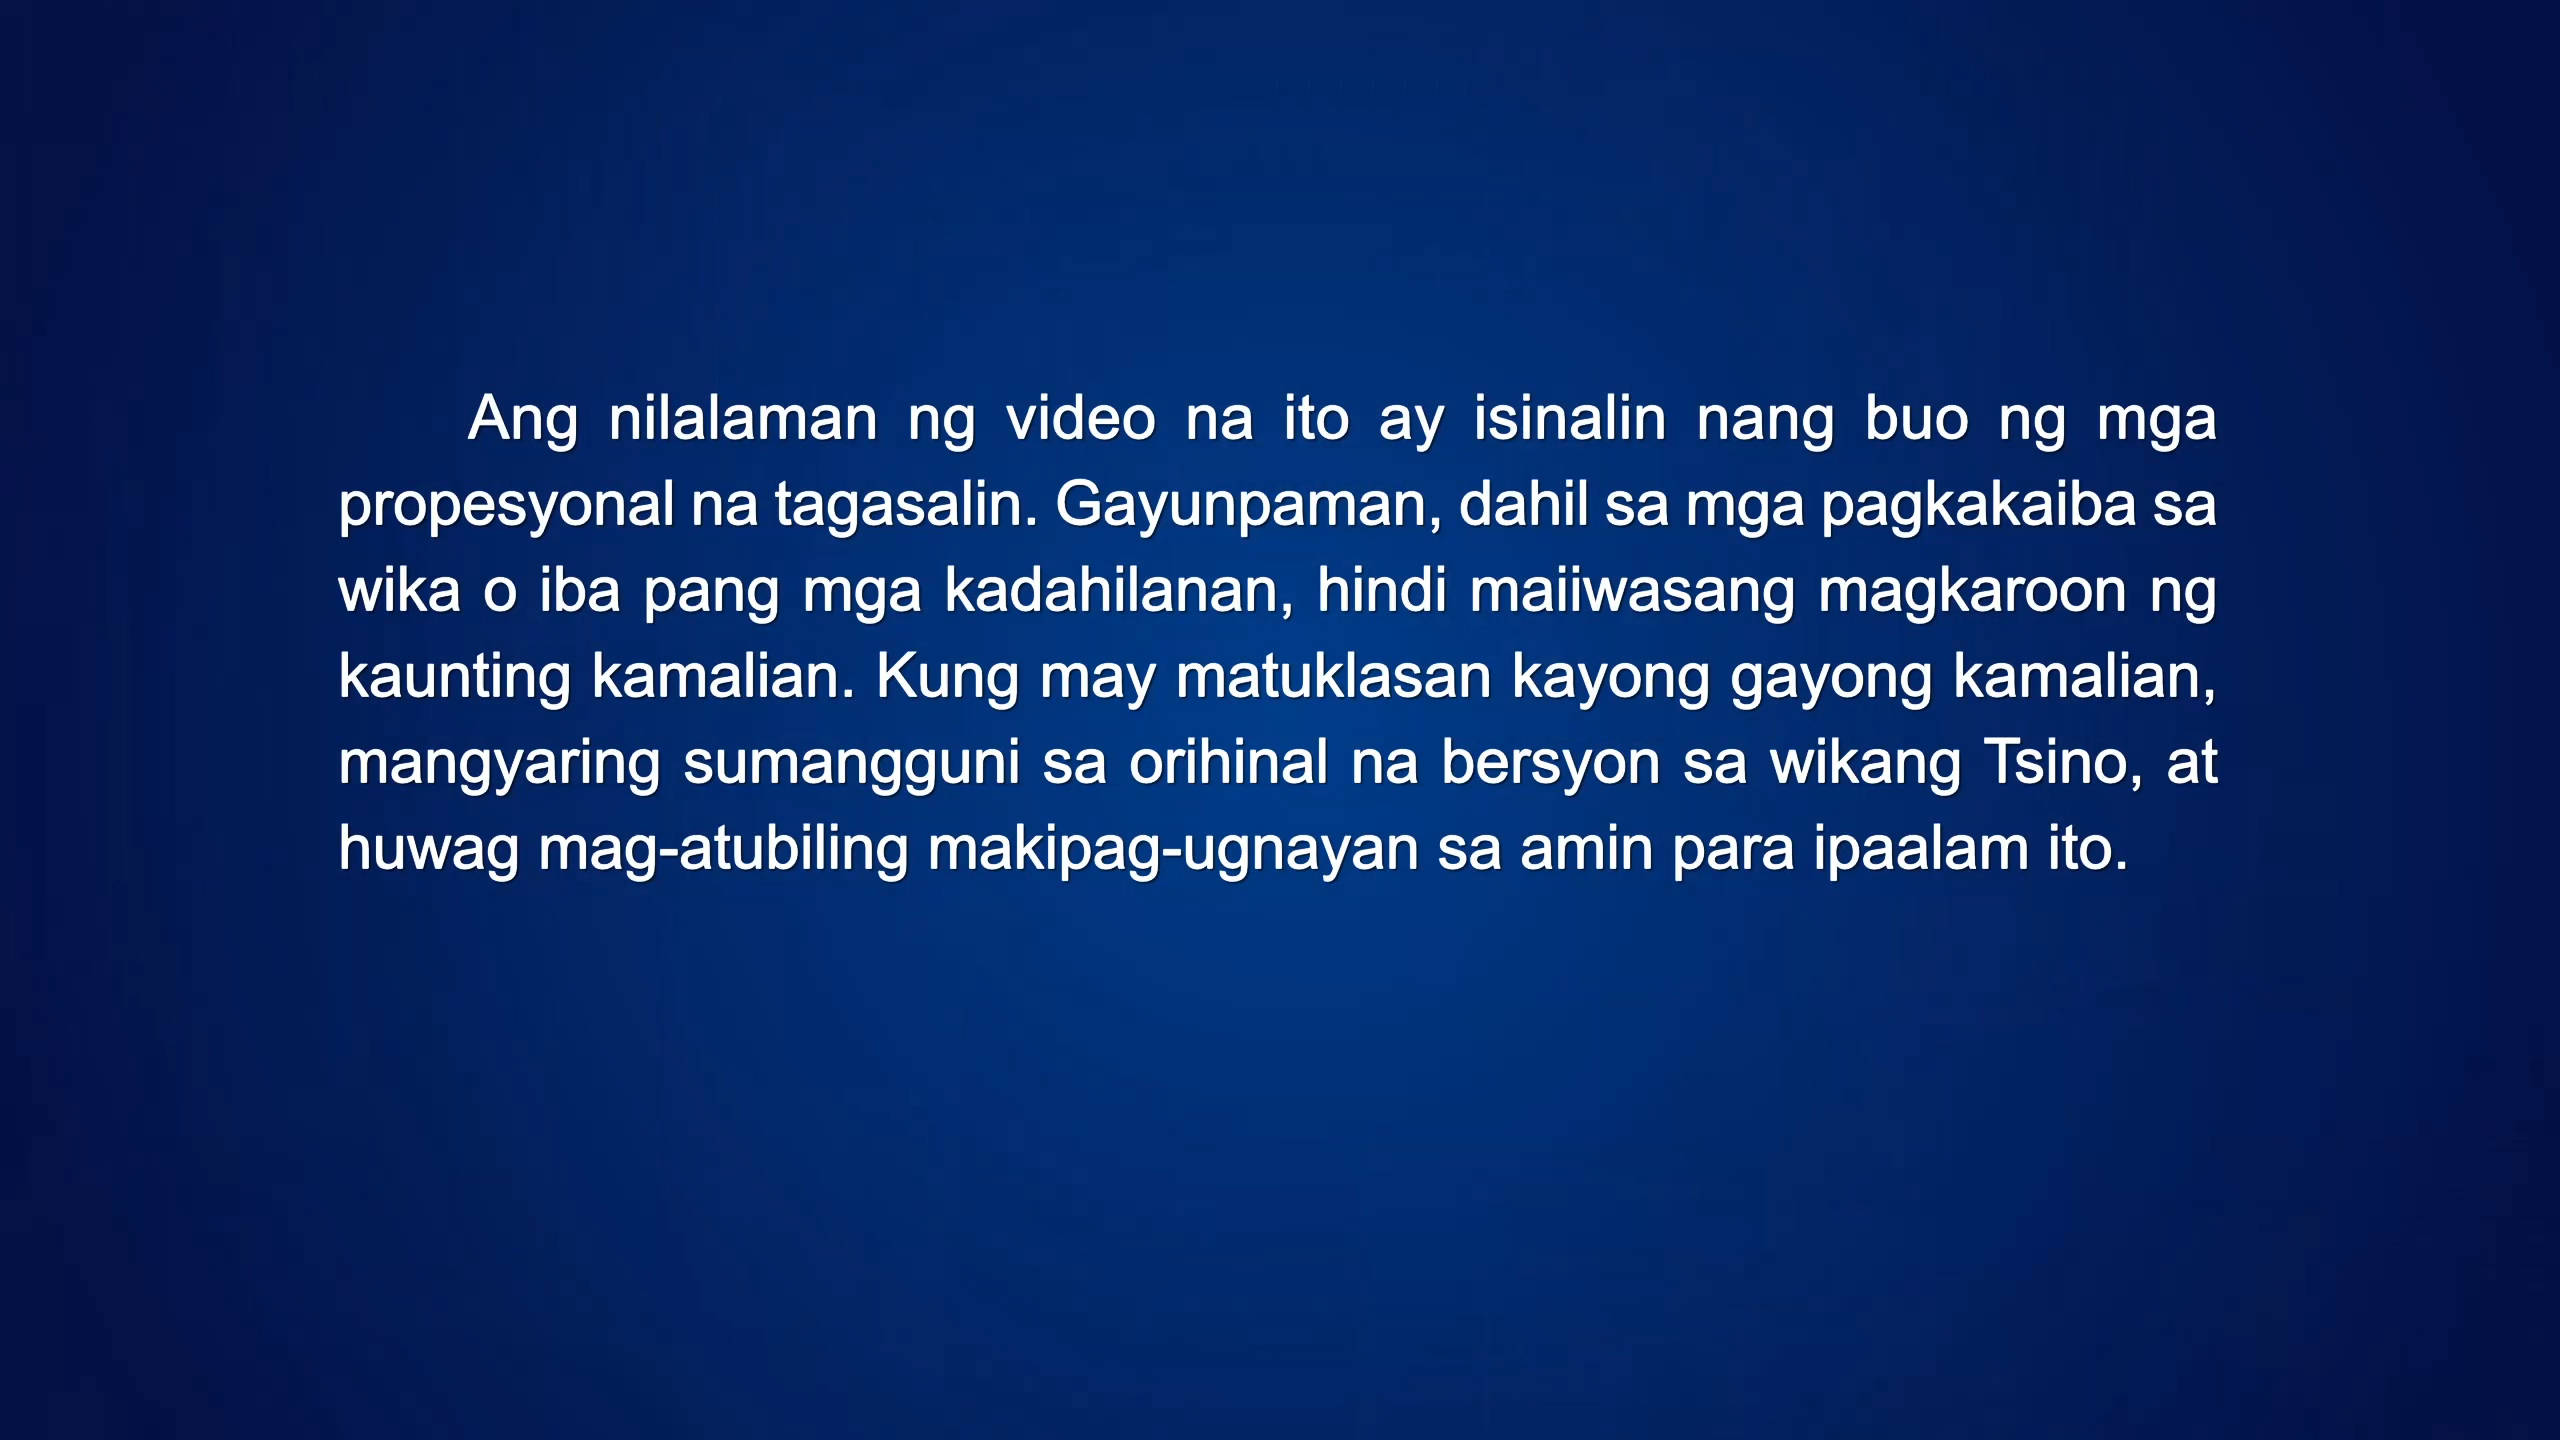 Ang nilalaman ng video na ito ay isinalin nang buo ng mga
propesyonal na tagasalin. Gayunpaman, dahil sa mga pagkakaiba sa
wika o iba pang mga kadahilanan, hindi maiiwasang magkaroon ng
kaunting kamalian. Kung may matuklasan kayong gayong kamalian,
mangyaring sumangguni sa orihinal na bersyon sa wikang Tsino, at
huwag mag-atubiling makipag-ugnayan sa amin para ipaalam ito.